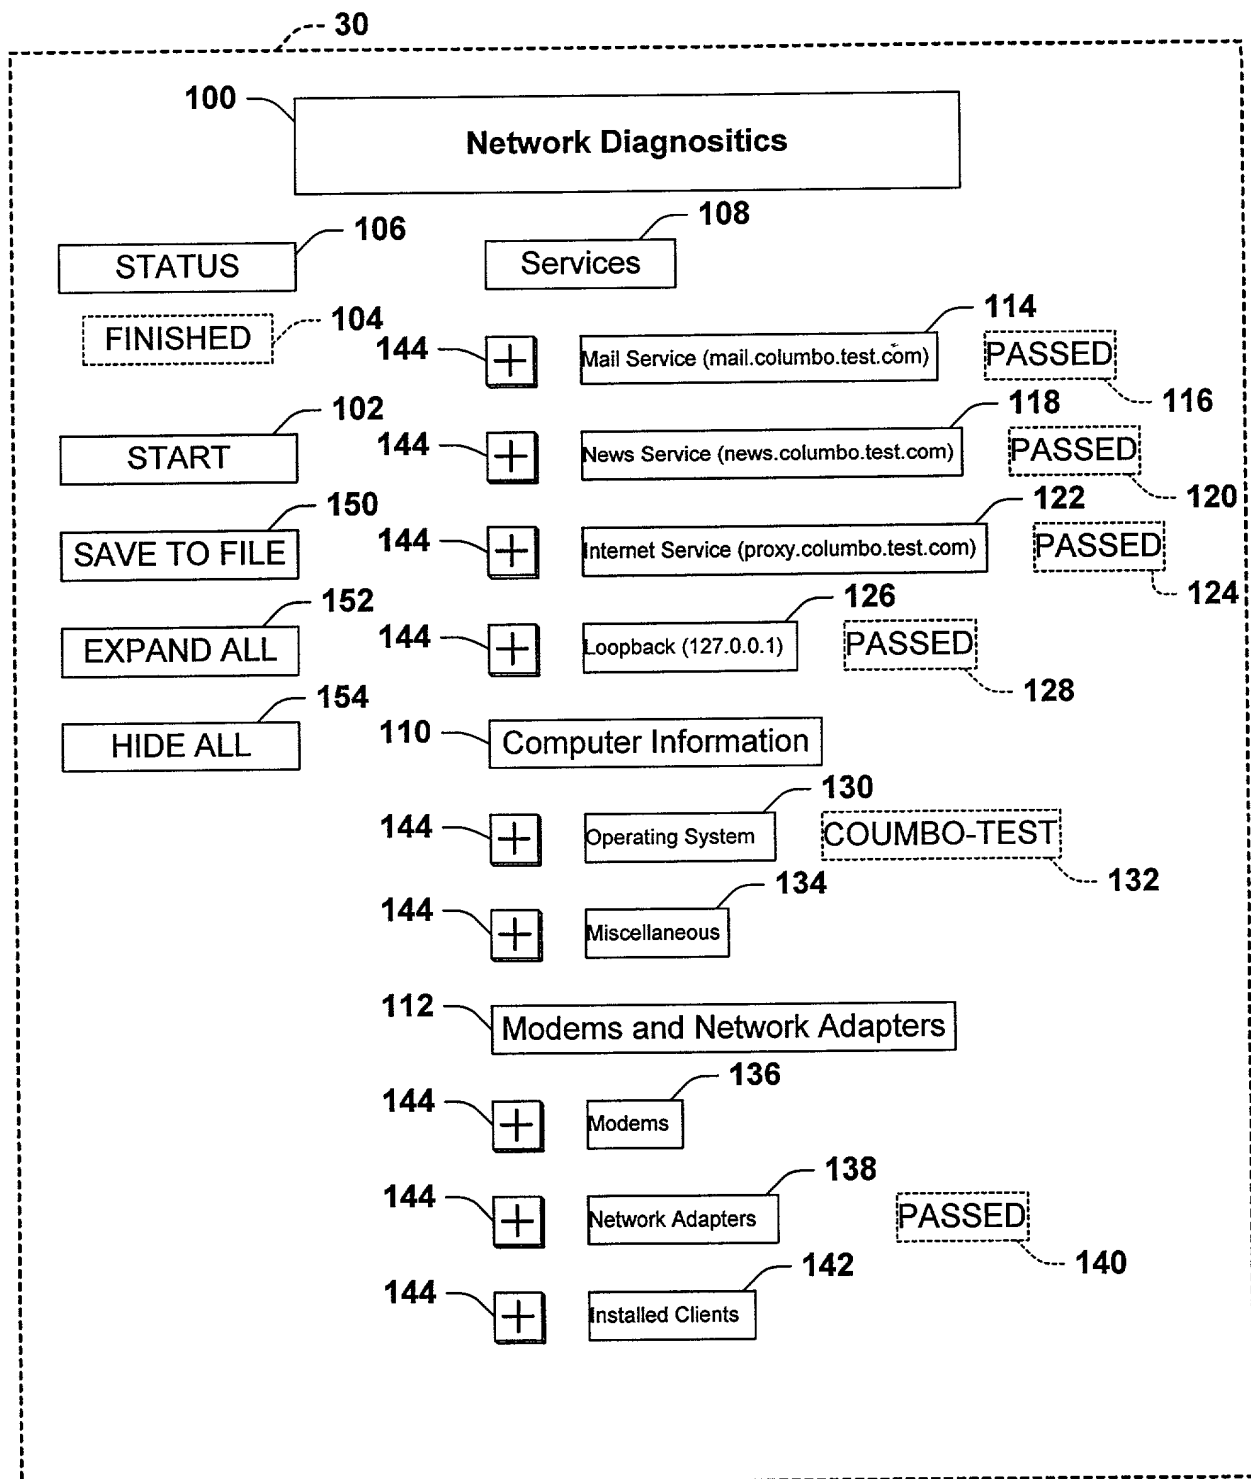 30
100
Network Diagnositics
106
108
STATUS
Services
104
FINISHED
114
144
+
Mail Service (mail.columbo.test.com)
PASSED
116
102
START
118
144
+
News Service (news.columbo.test.com)
PASSED
120
150
SAVE TO FILE
122
144
+
Internet Service (proxy.columbo.test.com)
PASSED
124
152
EXPAND ALL
126
144
+
Loopback (127.0.0.1)
PASSED
128
154
HIDE ALL
110
Computer Information
130
144
+
Operating System
COUMBO-TEST
132
134
144
+
Miscellaneous
112
Modems and Network Adapters
136
144
+
Modems
138
144
+
Network Adapters
PASSED
140
142
144
+
Installed Clients